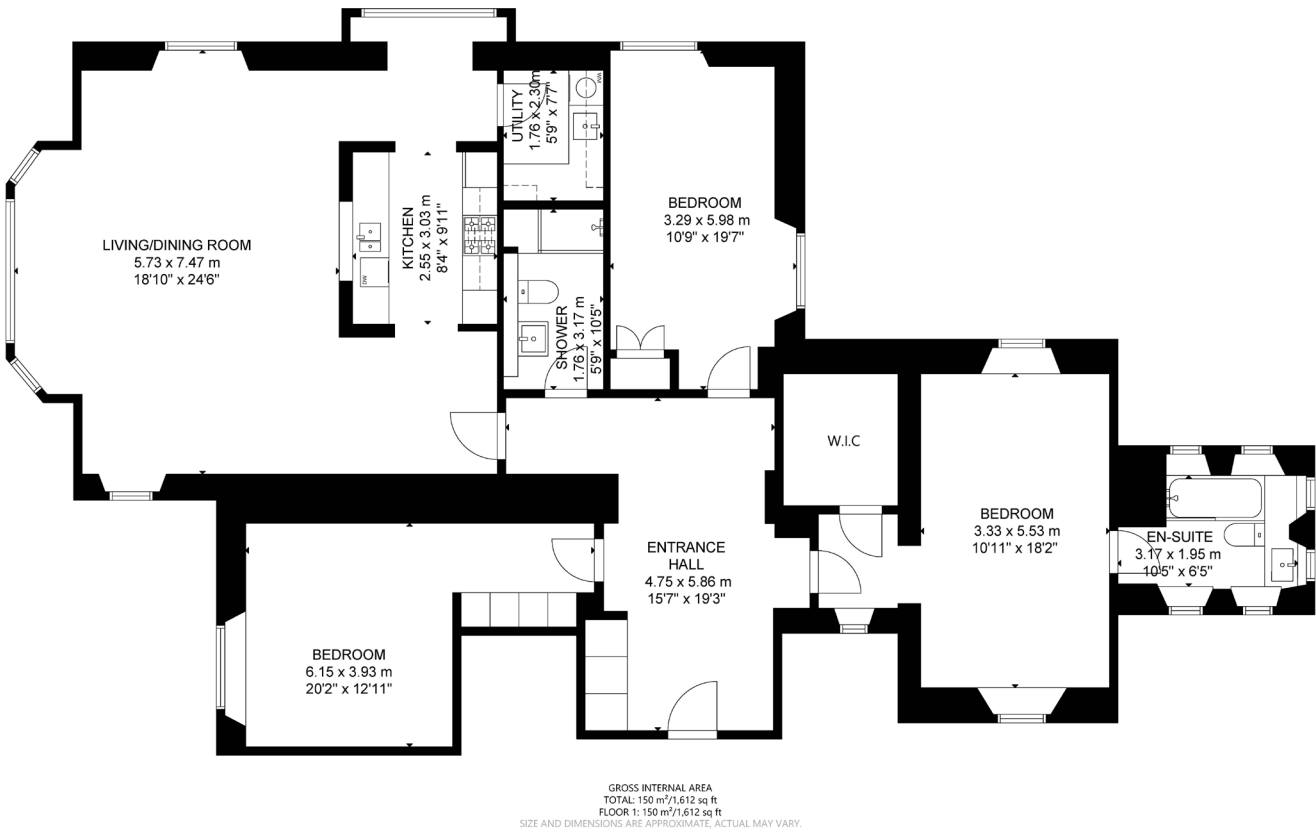 UTILITY
1.76 x 2.30m
5'9" x 7'7"
WM
BEDROOM
3.29 x 5.98 m
10'9" x 19'7"
LIVING/DINING ROOM
5.73 x 7.47 m
18'10" x 24'6"
KITCHEN
2.55 x 3.03 m
8'4" x 9'11"
DW
SHOWER
1.76 x 3.17 m
5'9" x 10'5"
W.I.C
BEDROOM
3.33 x 5.53 m
10'11" x 18'2"
EN-SUITE
3.17 x 1.95 m
10'5" x 6'5"
ENTRANCE
HALL
4.75 x 5.86 m
15'7" x 19'3"
BEDROOM
6.15 x 3.93 m
20'2" x 12'11"
GROSS INTERNAL AREA
TOTAL: 150 m²/1,612 sq ft
FLOOR 1: 150 m²/1,612 sq ft
SIZE AND DIMENSIONS ARE APPROXIMATE, ACTUAL MAY VARY.